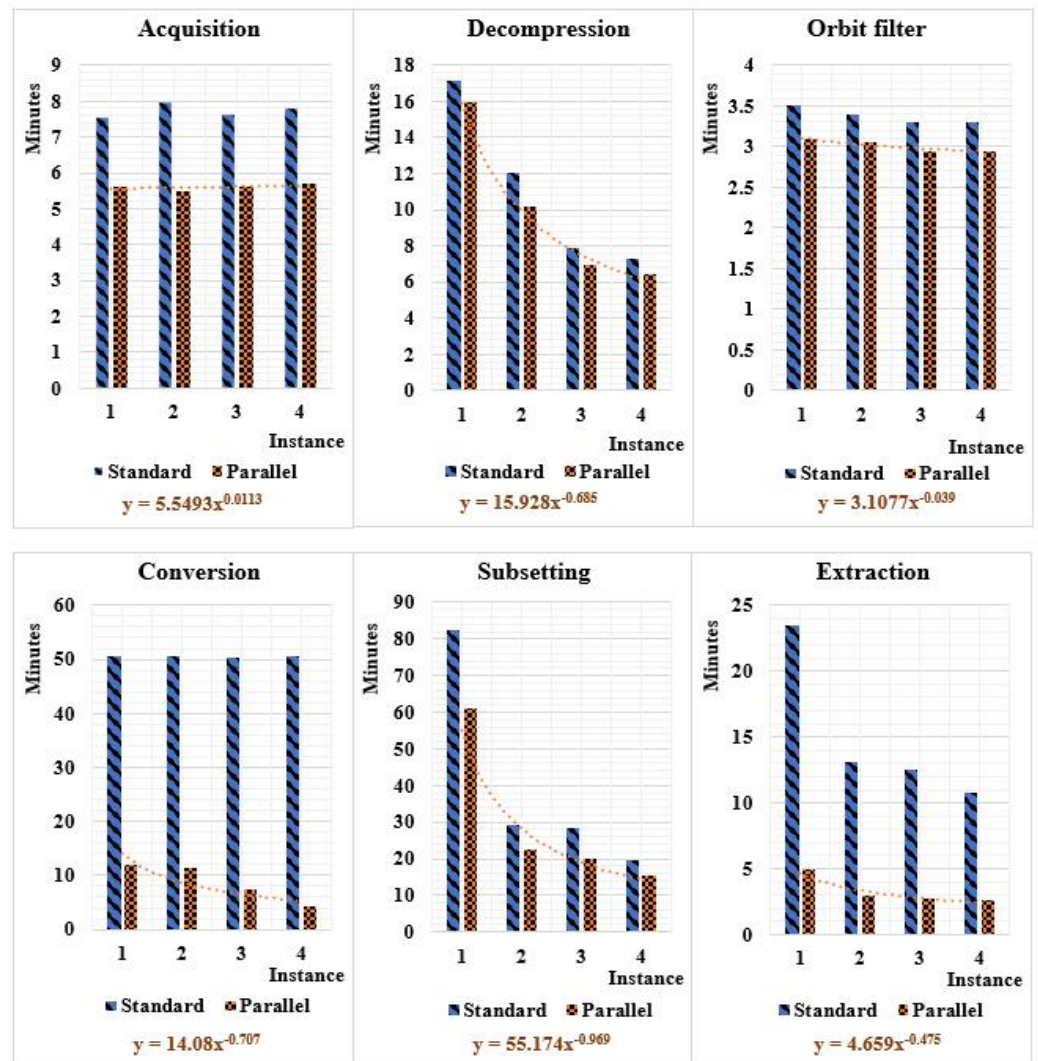 Acquisition
Minutes
9
8
7
6
5
4
3
2
1
0
1 2 3 4
Instance
Standard Parallel
y = 5.5493x^0.0113
Decompression
Minutes
18
16
14
12
10
8
6
4
2
0
1 2 3 4
Instance
Standard Parallel
y = 15.928x^-0.685
Orbit filter
Minutes
4
3.5
3
2.5
2
1.5
1
0.5
0
1 2 3 4
Instance
Standard Parallel
y = 3.1077x^-0.039
Conversion
Minutes
60
50
40
30
20
10
0
1 2 3 4
Instance
Standard Parallel
y = 14.08x^-0.707
Subsetting
Minutes
90
80
70
60
50
40
30
20
10
0
1 2 3 4
Instance
Standard Parallel
y = 55.174x^-0.969
Extraction
Minutes
25
20
15
10
5
0
1 2 3 4
Instance
Standard Parallel
y = 4.659x^-0.475